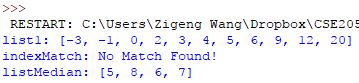 >>>
RESTART: C:\Users\Zigeng Wang\Dropbox\CSE205
list1: [-3, -1, 0, 2, 3, 4, 5, 6, 9, 12, 20]
indexMatch: No Match Found!
listMedian: [5, 8, 6, 7]